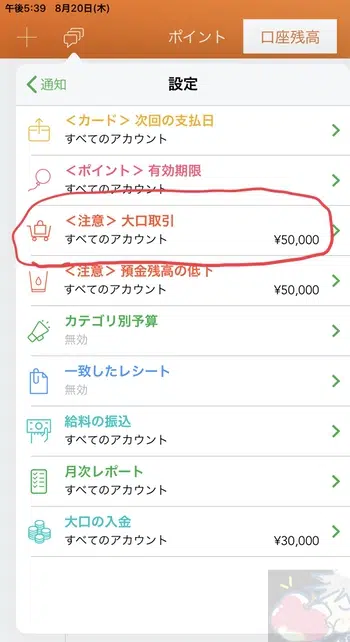 午後5:39 8月20日(木)
ポイント 口座残高
通知 設定
＜カード＞ 次回の支払日
すべてのアカウント
＜ポイント＞ 有効期限
すべてのアカウント
＜注意＞ 大口取引
すべてのアカウント ¥50,000
＜注意＞ 預金残高の低下
すべてのアカウント ¥50,000
カテゴリ別予算
無効
一致したレシート
無効
給料の振込
すべてのアカウント
月次レポート
すべてのアカウント
大口の入金
すべてのアカウント ¥30,000